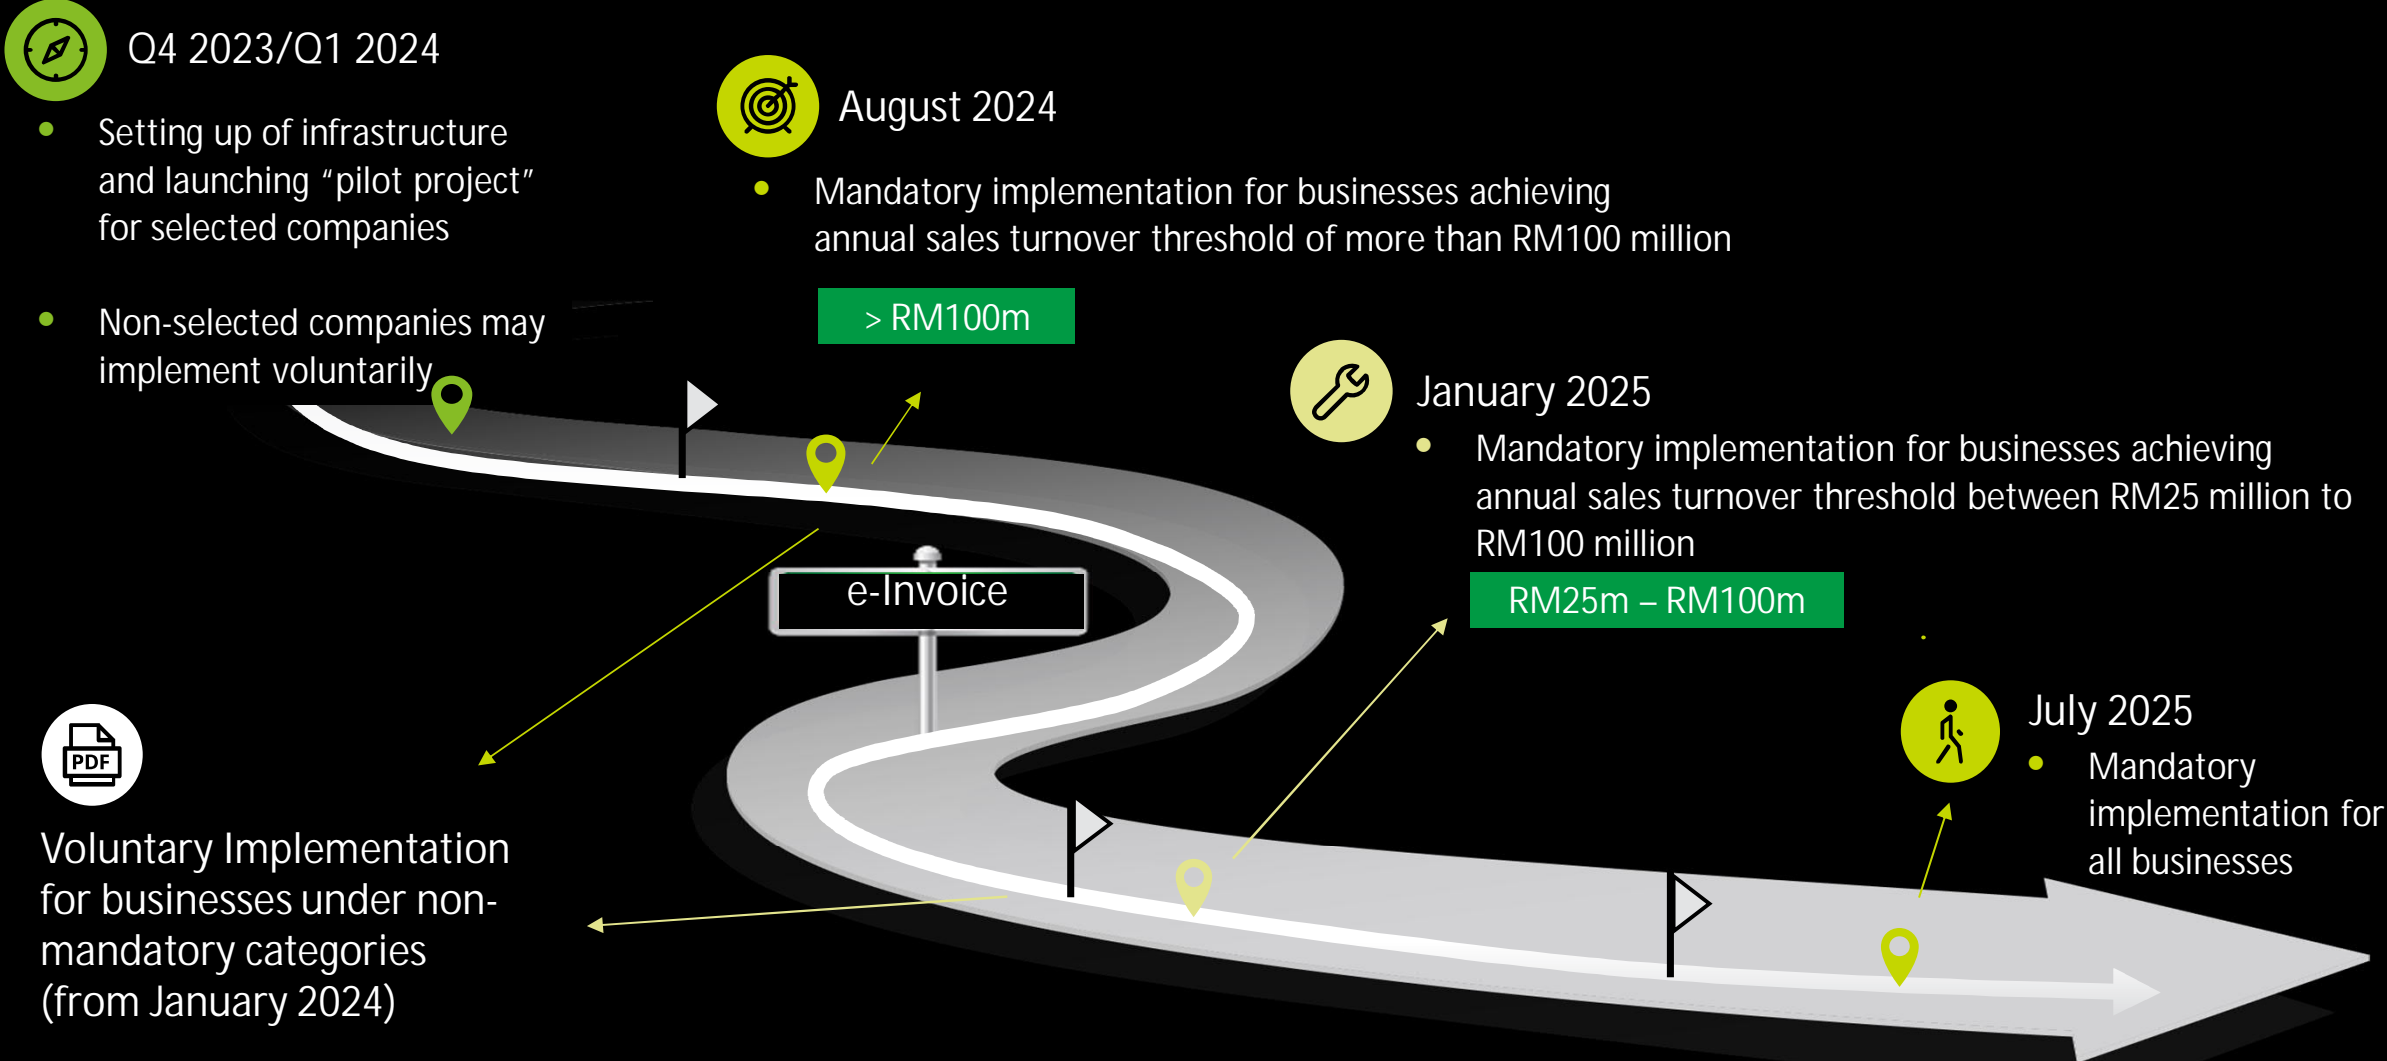 Q4 2023/Q1 2024
Setting up of infrastructure
and launching “pilot project”
for selected companies
Non-selected companies may
implement voluntarily
August 2024
Mandatory implementation for businesses achieving
annual sales turnover threshold of more than RM100 million
> RM100m
January 2025
Mandatory implementation for businesses achieving
annual sales turnover threshold between RM25 million to
RM100 million
RM25m – RM100m
e-Invoice
July 2025
Mandatory
implementation for
all businesses
PDF
Voluntary Implementation
for businesses under non-
mandatory categories
(from January 2024)